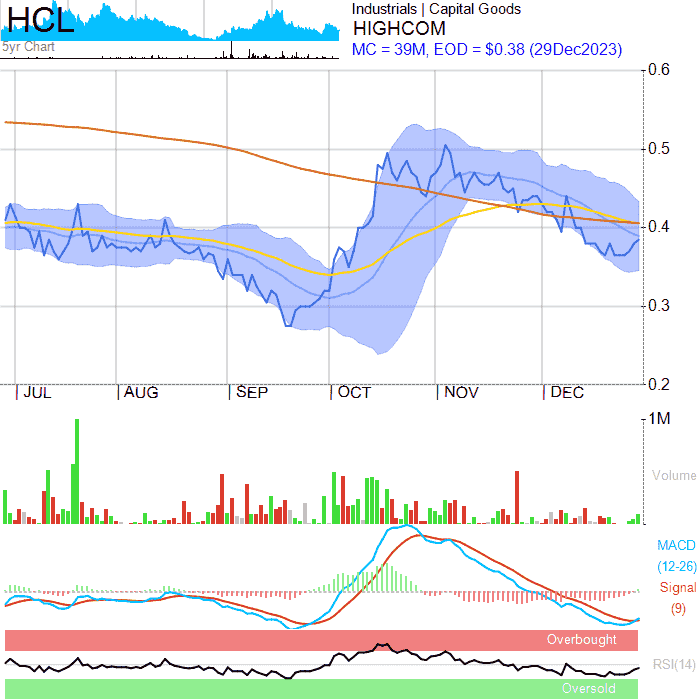 HCL
5yr Chart
Industrials | Capital Goods
HIGHCOM
MC = 39M, EOD = $0.38 (29Dec2023)
0.6
0.5
0.4
0.3
0.2
JUL AUG SEP OCT NOV DEC
1M
Volume
MACD
(12-26)
Signal
(9)
Overbought
RSI(14)
Oversold